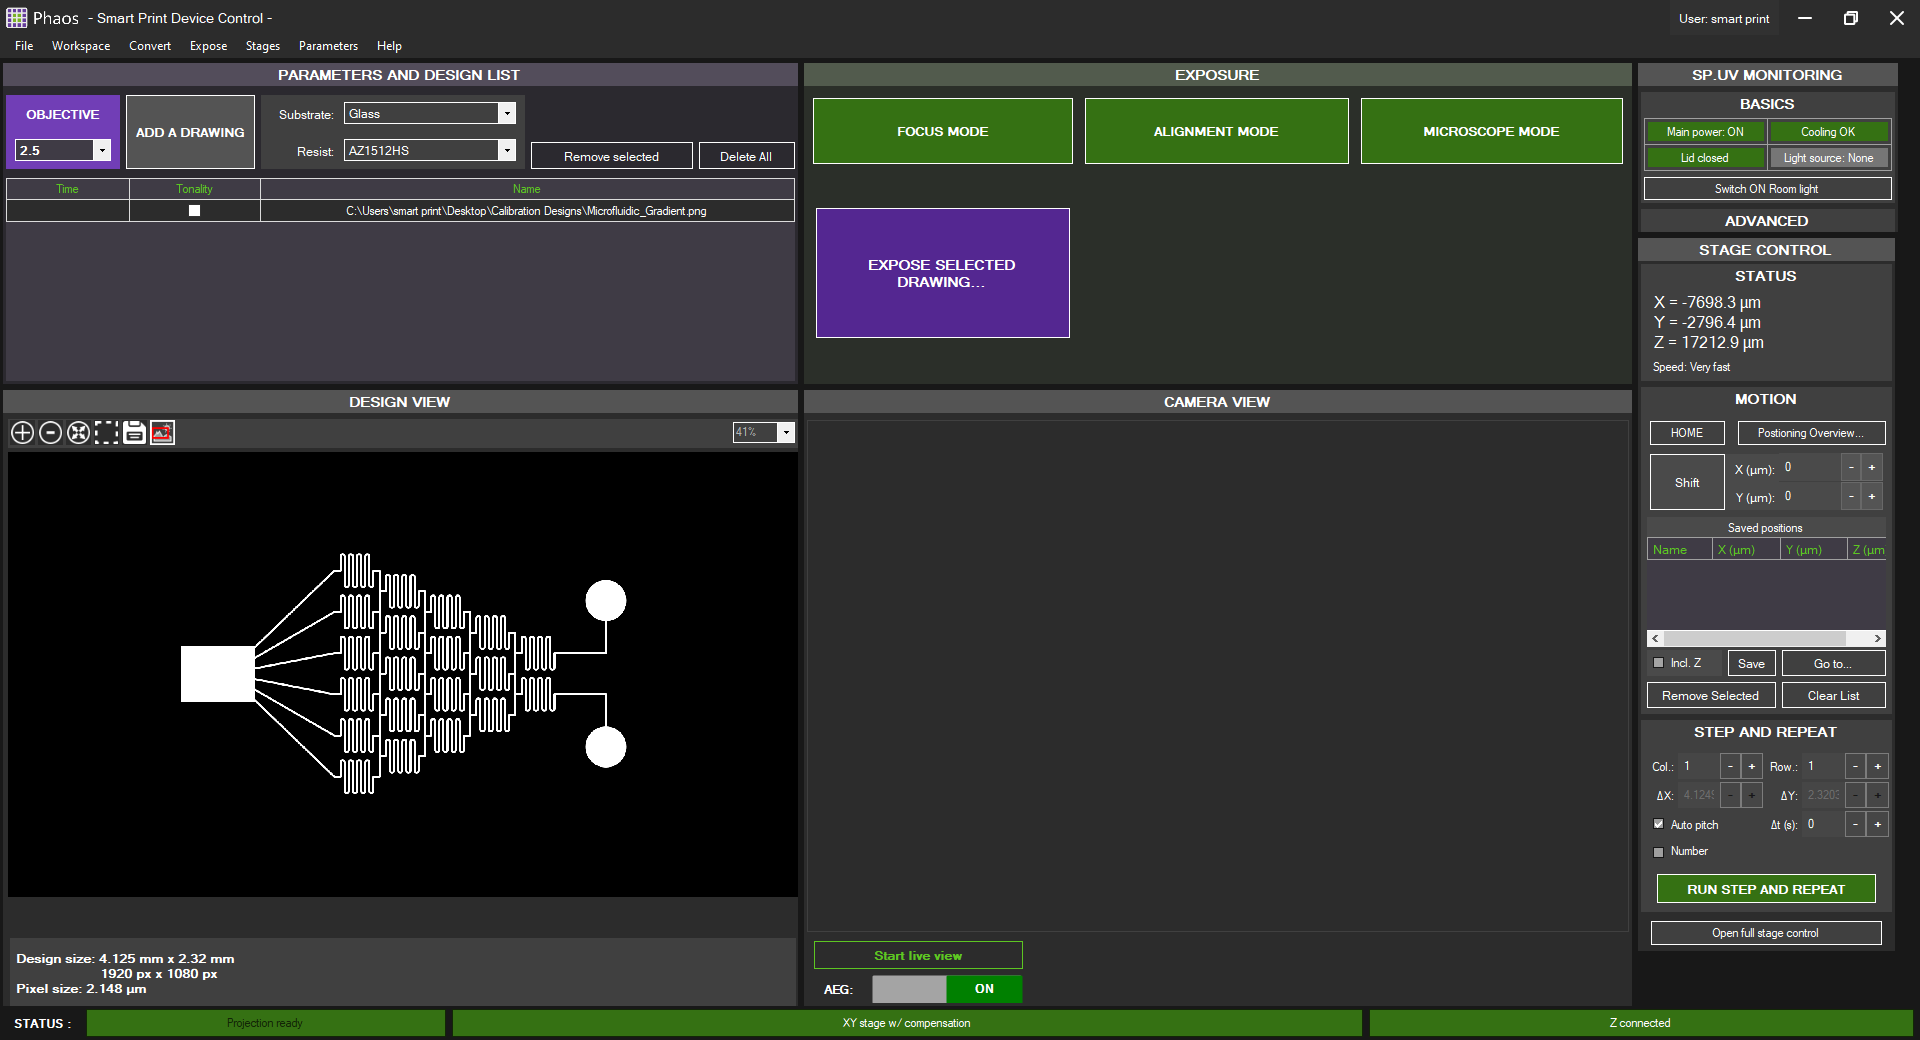 Phaos - Smart Print Device Control -
User: smart print
File Workspace Convert Expose Stages Parameters Help
PARAMETERS AND DESIGN LIST
OBJECTIVE
2.5
ADD A DRAWING
Substrate: Glass
Resist: AZ1512HS
Remove selected
Delete All
Time Tonality Name
C:\Users\smart print\Desktop\Calibration Designs\Microfluidic_Gradient.png
EXPOSURE
FOCUS MODE
ALIGNMENT MODE
MICROSCOPE MODE
EXPOSE SELECTED
DRAWING...
DESIGN VIEW
41%
Design size: 4.125 mm x 2.32 mm
1920 px x 1080 px
Pixel size: 2.148 µm
CAMERA VIEW
Start live view
AEG: ON
SP.UV MONITORING
BASICS
Main power: ON
Cooling OK
Lid closed
Light source: None
Switch ON Room light
ADVANCED
STAGE CONTROL
STATUS
X = -7698.3 µm
Y = -2796.4 µm
Z = 17212.9 µm
Speed: Very fast
MOTION
HOME
Postioning Overview...
Shift
X (µm): 0 - +
Y (µm): 0 - +
Saved positions
Name X (µm) Y (µm) Z (µm
< >
Incl. Z
Save
Go to...
Remove Selected
Clear List
STEP AND REPEAT
Col.: 1 - + Row.: 1 - +
ΔX: 4.1249 - + ΔY: 2.3203 - +
Auto pitch Δt (s): 0 - +
Number
RUN STEP AND REPEAT
Open full stage control
STATUS :
Projection ready
XY stage w/ compensation
Z connected